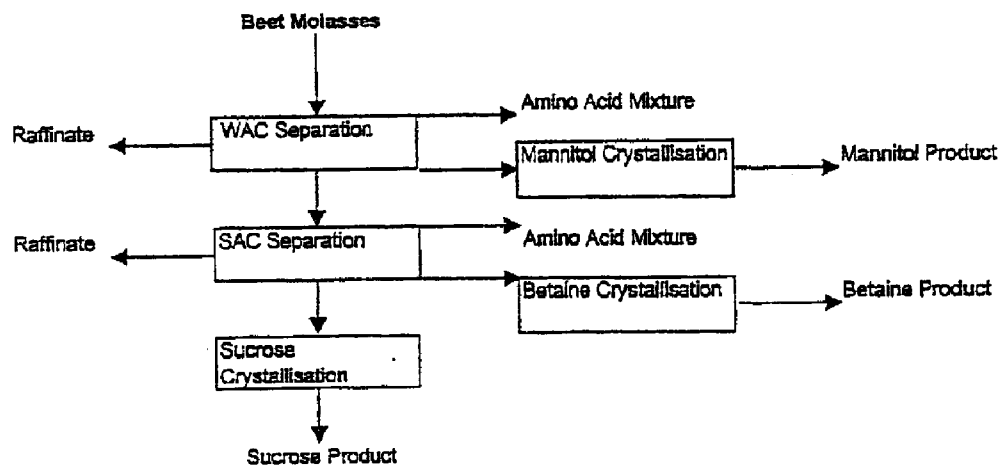 Beet Molasses
Amino Acid Mixture
Raffinate
WAC Separation
Mannitol Crystallisation
Mannitol Product
Amino Acid Mixture
Raffinate
SAC Separation
Betaine Crystallisation
Betaine Product
Sucrose
Crystallisation
Sucrose Product